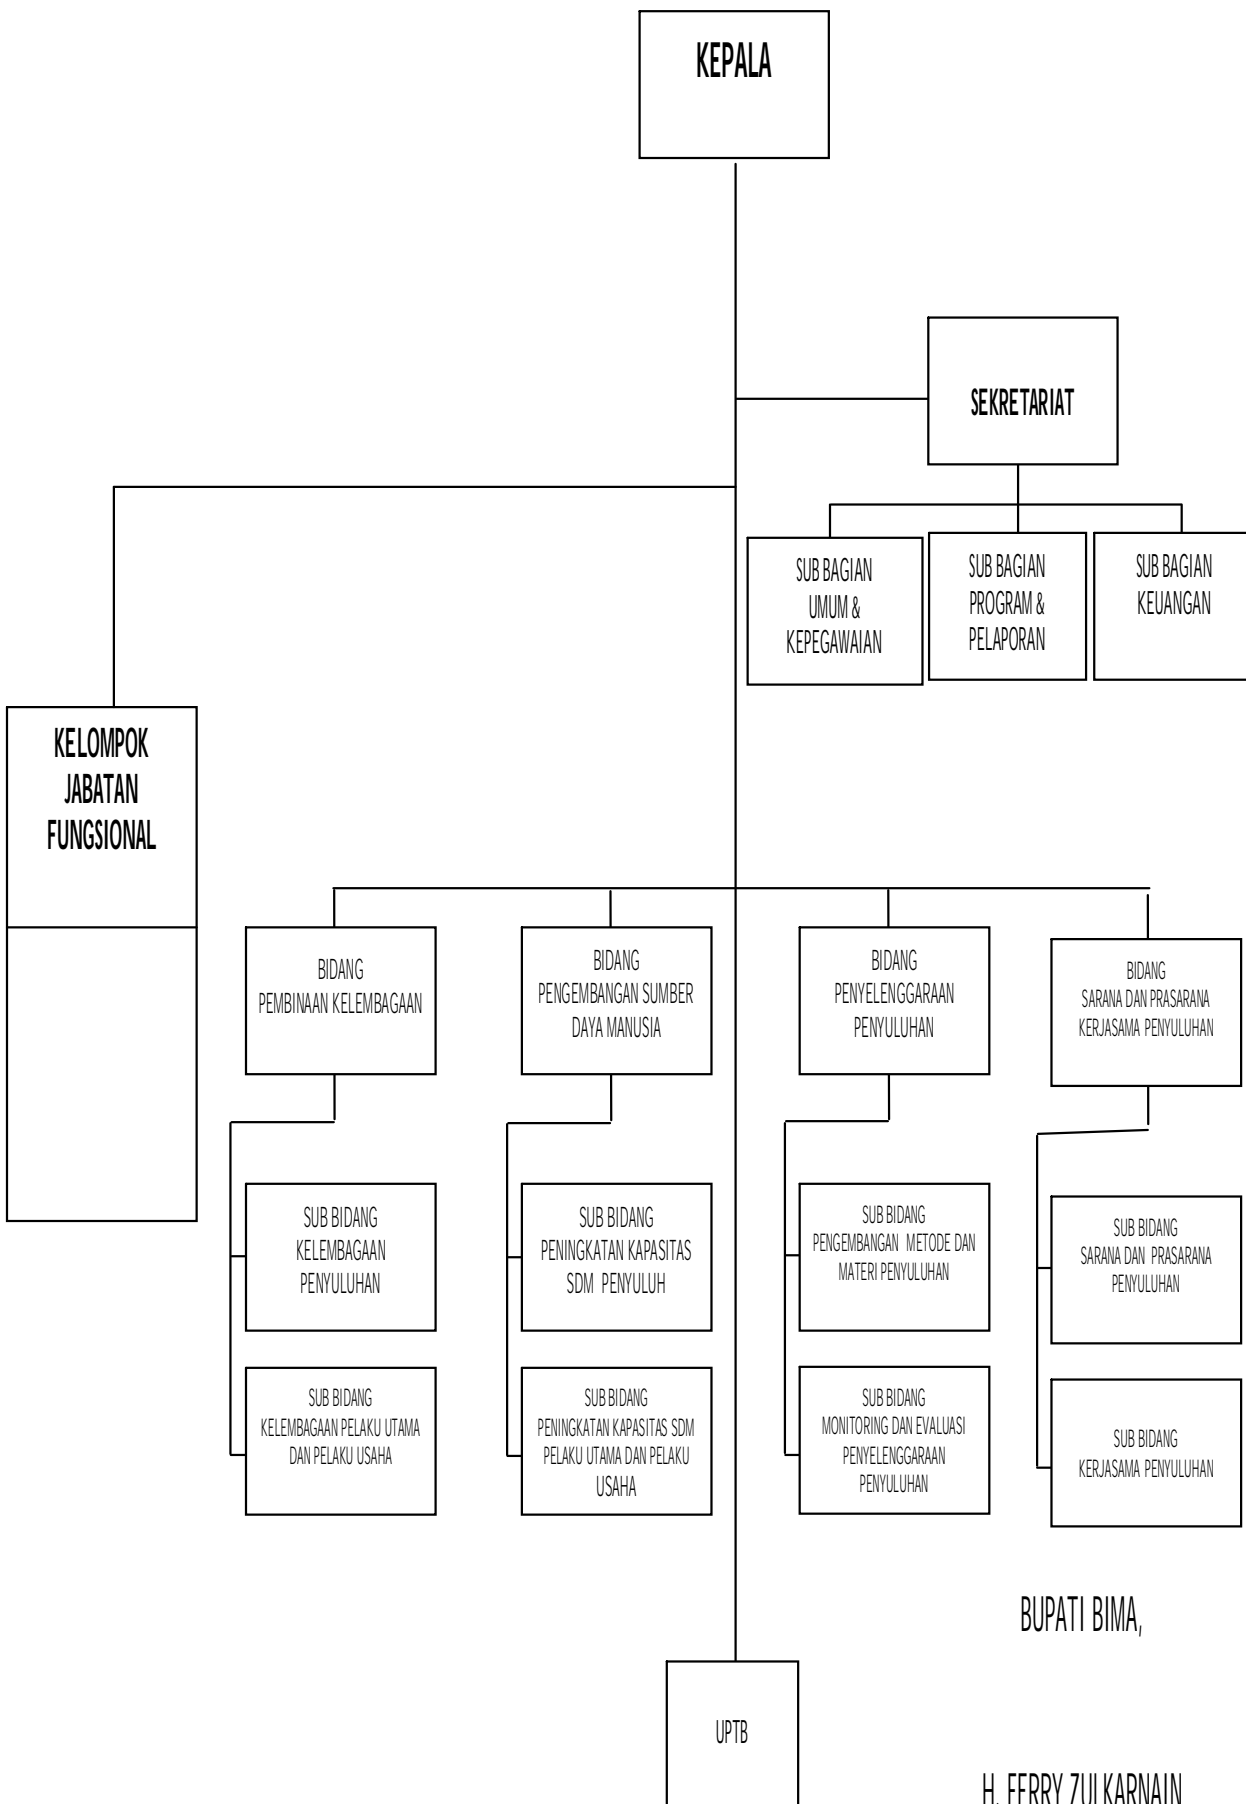 KEPALA
SEKRETARIAT
SUB BAGIAN
UMUM &
KEPEGAWAIAN
SUB BAGIAN
PROGRAM &
PELAPORAN
SUB BAGIAN
KEUANGAN
KELOMPOK
JABATAN
FUNGSIONAL
BIDANG
PEMBINAAN KELEMBAGAAN
BIDANG
PENGEMBANGAN SUMBER
DAYA MANUSIA
BIDANG
PENYELENGGARAAN
PENYULUHAN
BIDANG
SARANA DAN PRASARANA
KERJASAMA PENYULUHAN
SUB BIDANG
KELEMBAGAAN
PENYULUHAN
SUB BIDANG
PENINGKATAN KAPASITAS
SDM PENYULUH
SUB BIDANG
PENGEMBANGAN METODE DAN
MATERI PENYULUHAN
SUB BIDANG
SARANA DAN PRASARANA
PENYULUHAN
SUB BIDANG
KELEMBAGAAN PELAKU UTAMA
DAN PELAKU USAHA
SUB BIDANG
PENINGKATAN KAPASITAS SDM
PELAKU UTAMA DAN PELAKU
USAHA
SUB BIDANG
MONITORING DAN EVALUASI
PENYELENGGARAAN
PENYULUHAN
SUB BIDANG
KERJASAMA PENYULUHAN
BUPATI BIMA,
UPTB
H. FERRY ZULKARNAIN